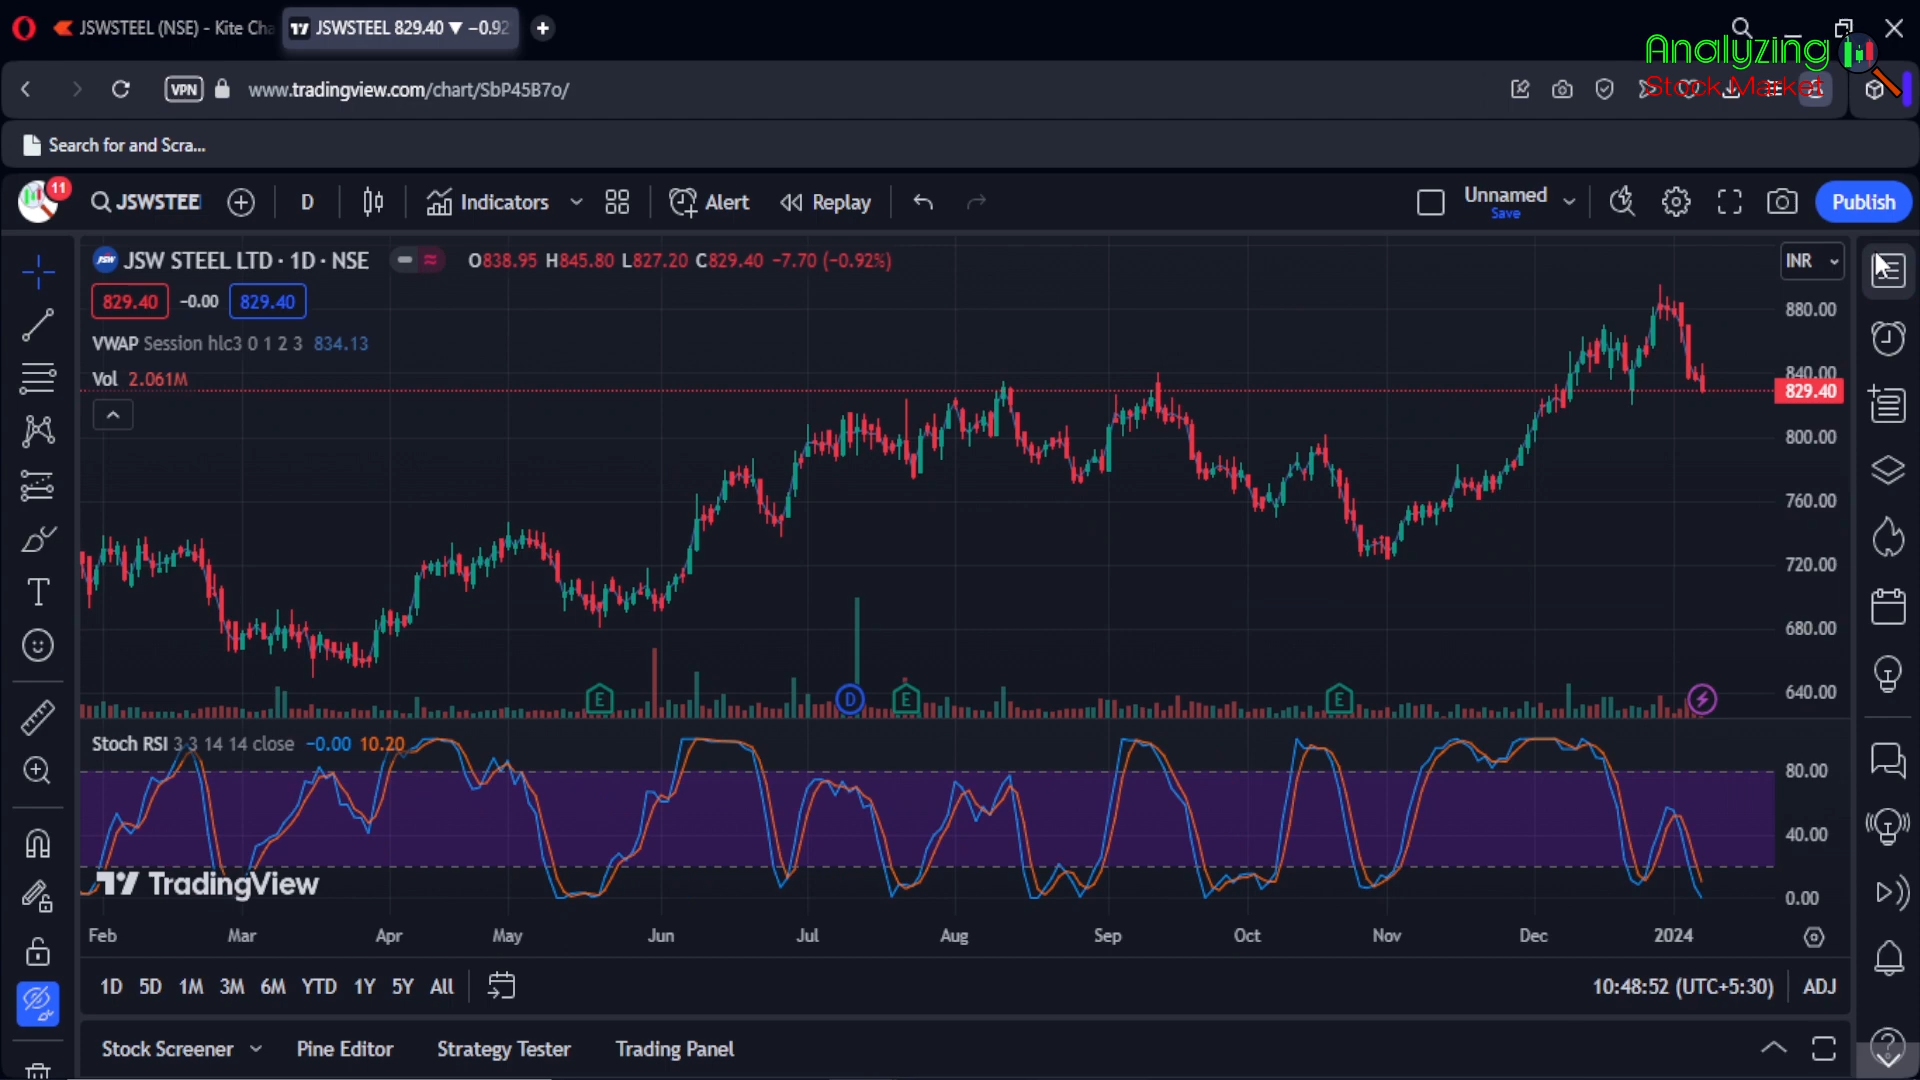 JSWSTEEL (NSE) - Kite Cha
JSWSTEEL 829.40 ▼ −0.92
Analyzing
Stock Market
VPN
www.tradingview.com/chart/SbP45B7o/
Search for and Scra...
11
JSWSTEE
D
Indicators
Alert
Replay
Unnamed
Save
Publish
JSW STEEL LTD · 1D · NSE
O838.95 H845.80 L827.20 C829.40 −7.70 (−0.92%)
INR
829.40 −0.00 829.40
880.00
VWAP Session hlc3 0 1 2 3 834.13
840.00
Vol 2.061M
829.40
800.00
760.00
720.00
680.00
640.00
E
D
E
E
Stoch RSI 3 3 14 14 close −0.00 10.20
80.00
40.00
TradingView
0.00
Feb Mar Apr May Jun Jul Aug Sep Oct Nov Dec 2024
1D 5D 1M 3M 6M YTD 1Y 5Y All
10:48:52 (UTC+5:30) ADJ
Stock Screener Pine Editor Strategy Tester Trading Panel